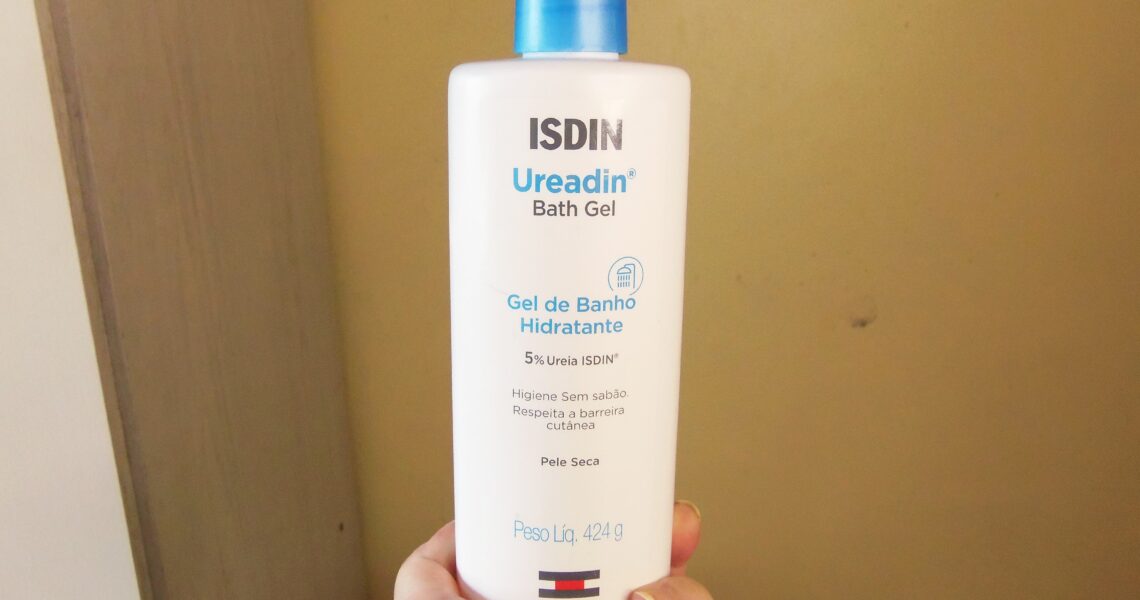 ISDIN
Ureadin®
Bath Gel
Gel de Banho
Hidratante
5% Ureia ISDIN®
Higiene Sem sabão.
Respeita a barreira
cutânea
Pele Seca
Peso Líq. 424 g